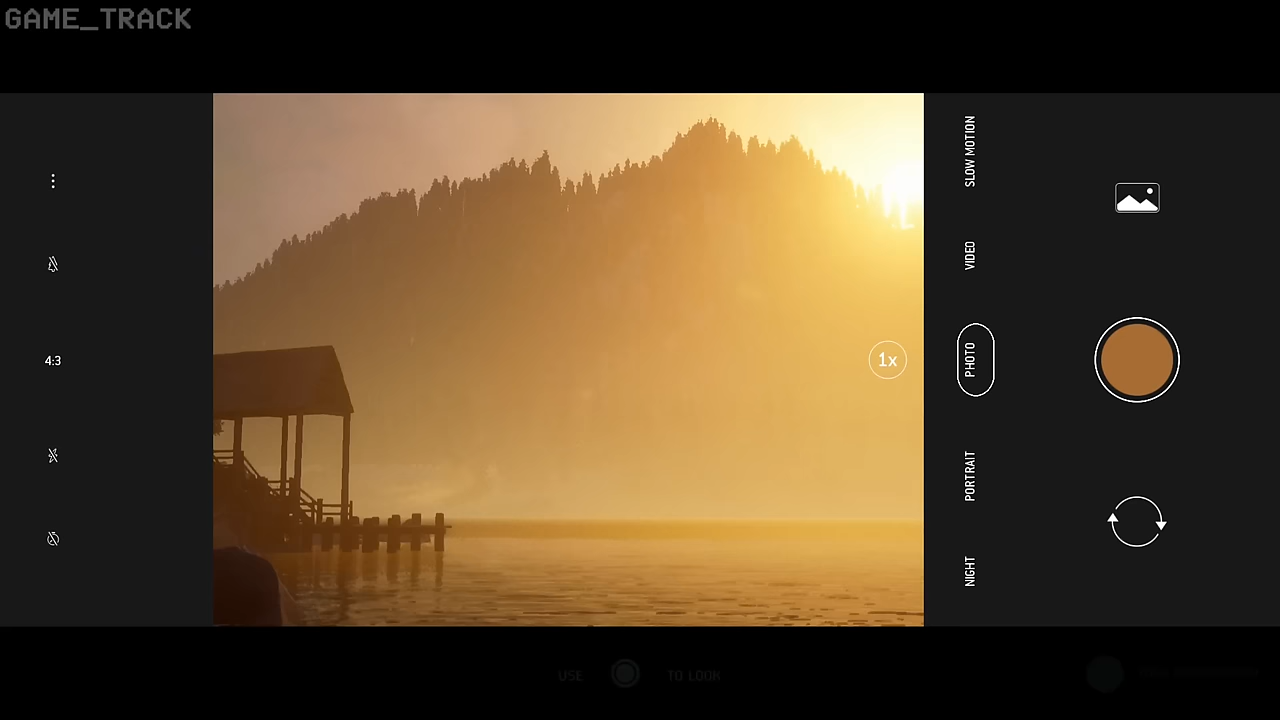 GAME_TRACK
4:3
1x
SLOW MOTION
VIDEO
PHOTO
PORTRAIT
NIGHT
USE
TO LOOK